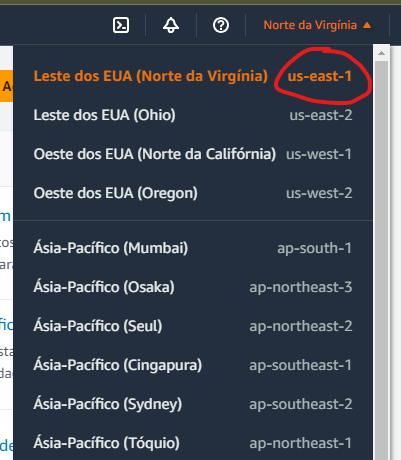 Norte da Virgínia
Leste dos EUA (Norte da Virgínia) us-east-1
Leste dos EUA (Ohio) us-east-2
Oeste dos EUA (Norte da Califórnia) us-west-1
Oeste dos EUA (Oregon) us-west-2
Ásia-Pacífico (Mumbai) ap-south-1
Ásia-Pacífico (Osaka) ap-northeast-3
Ásia-Pacífico (Seul) ap-northeast-2
Ásia-Pacífico (Cingapura) ap-southeast-1
Ásia-Pacífico (Sydney) ap-southeast-2
Ásia-Pacífico (Tóquio) ap-northeast-1